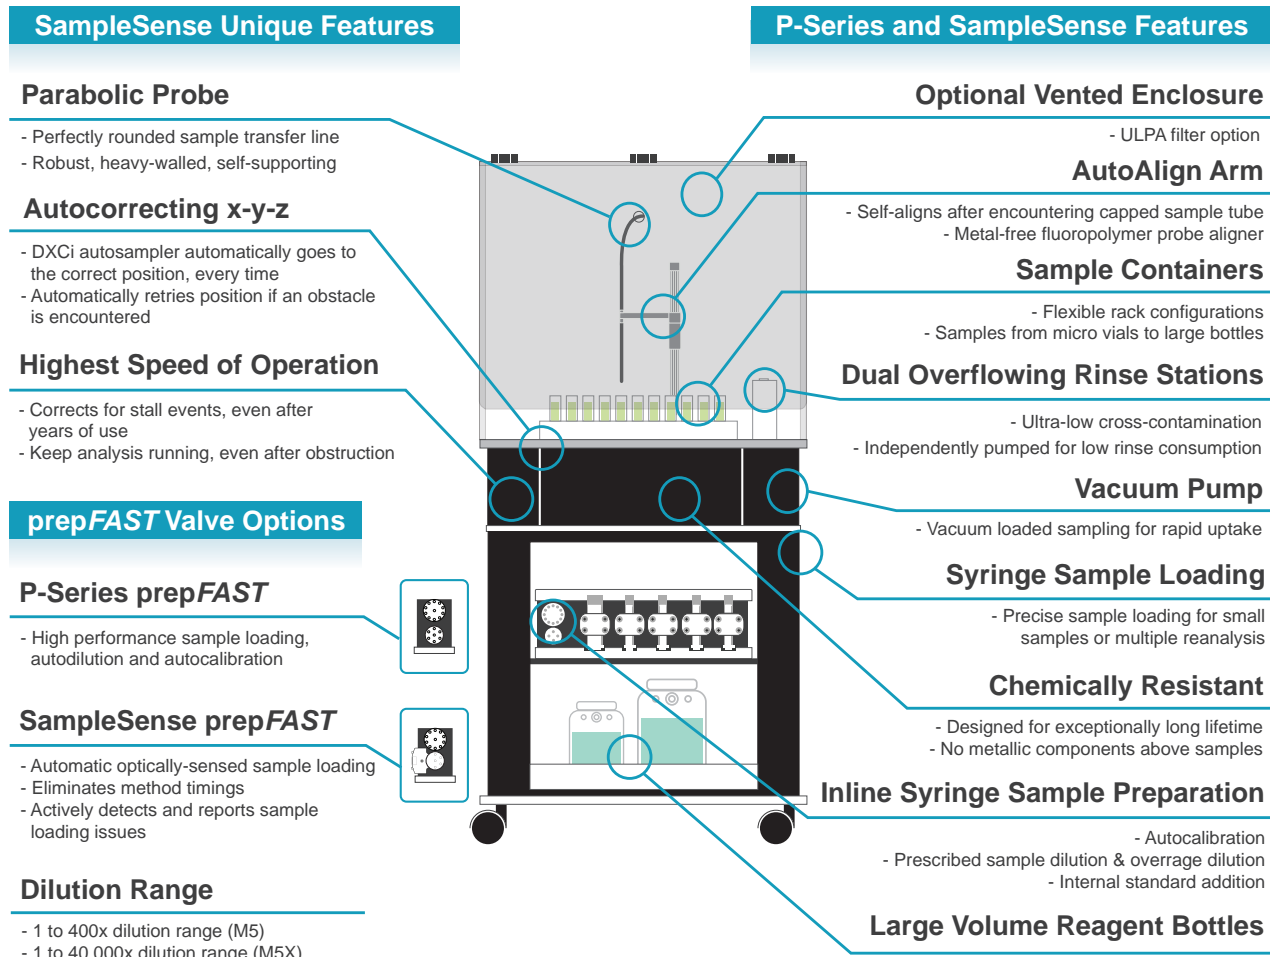 SampleSense Unique Features
Parabolic Probe
- Perfectly rounded sample transfer line
- Robust, heavy-walled, self-supporting
Autocorrecting x-y-z
- DXCi autosampler automatically goes to
the correct position, every time
- Automatically retries position if an obstacle
is encountered
Highest Speed of Operation
- Corrects for stall events, even after
years of use
- Keep analysis running, even after obstruction
prepFAST Valve Options
P-Series prepFAST
- High performance sample loading,
autodilution and autocalibration
SampleSense prepFAST
- Automatic optically-sensed sample loading
- Eliminates method timings
- Actively detects and reports sample
loading issues
Dilution Range
- 1 to 400x dilution range (M5)
- 1 to 40,000x dilution range (M5X)
P-Series and SampleSense Features
Optional Vented Enclosure
- ULPA filter option
AutoAlign Arm
- Self-aligns after encountering capped sample tube
- Metal-free fluoropolymer probe aligner
Sample Containers
- Flexible rack configurations
- Samples from micro vials to large bottles
Dual Overflowing Rinse Stations
- Ultra-low cross-contamination
- Independently pumped for low rinse consumption
Vacuum Pump
- Vacuum loaded sampling for rapid uptake
Syringe Sample Loading
- Precise sample loading for small
samples or multiple reanalysis
Chemically Resistant
- Designed for exceptionally long lifetime
- No metallic components above samples
Inline Syringe Sample Preparation
- Autocalibration
- Prescribed sample dilution & overrage dilution
- Internal standard addition
Large Volume Reagent Bottles